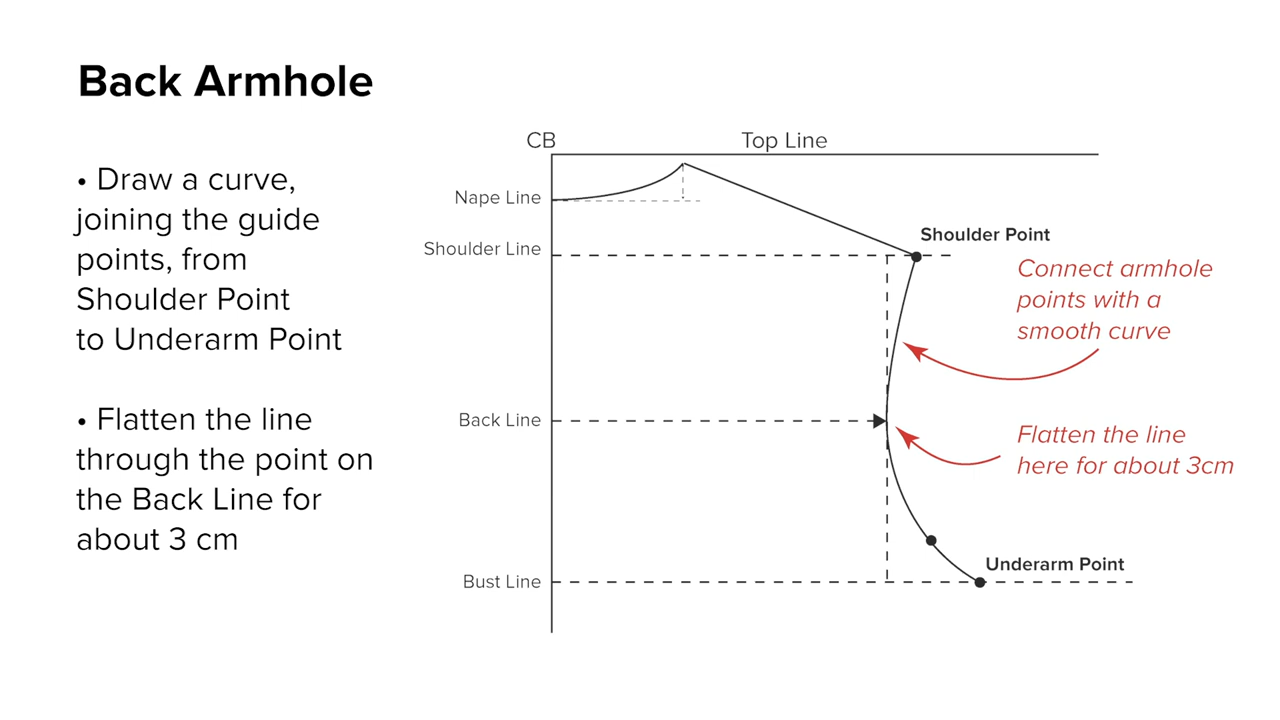 Back Armhole
• Draw a curve,
joining the guide
points, from
Shoulder Point
to Underarm Point
• Flatten the line
through the point on
the Back Line for
about 3 cm
CB
Top Line
Nape Line
Shoulder Line
Shoulder Point
Connect armhole
points with a
smooth curve
Back Line
Flatten the line
here for about 3cm
Underarm Point
Bust Line